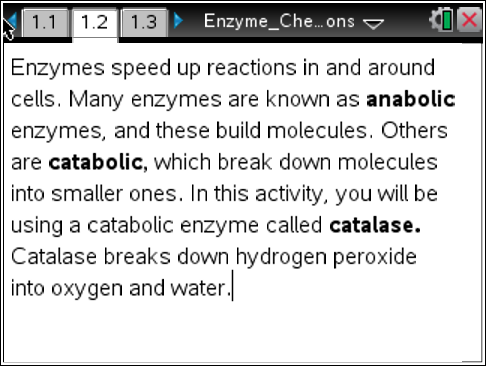 1.1 1.2 1.3 Enzyme_Che...ons
Enzymes speed up reactions in and around
cells. Many enzymes are known as anabolic
enzymes, and these build molecules. Others
are catabolic, which break down molecules
into smaller ones. In this activity, you will be
using a catabolic enzyme called catalase.
Catalase breaks down hydrogen peroxide
into oxygen and water.